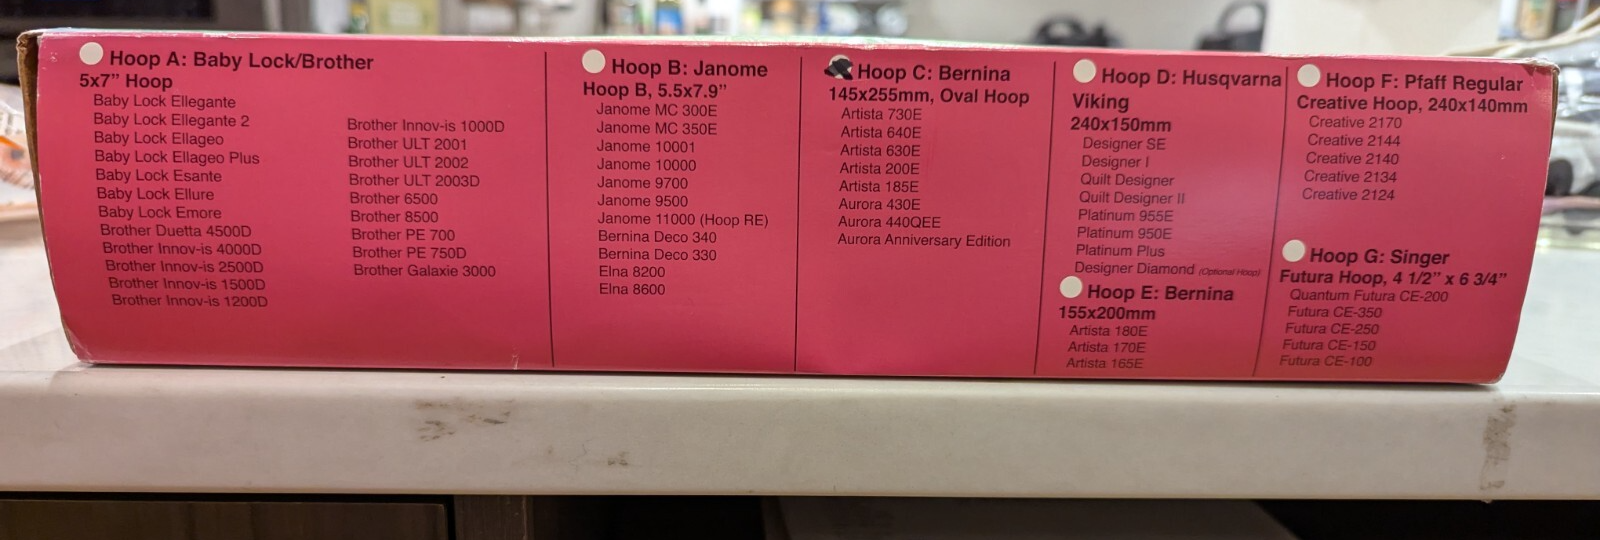 Hoop A: Baby Lock/Brother
5x7” Hoop
Baby Lock Ellegante
Baby Lock Ellegante 2
Baby Lock Ellageo
Baby Lock Ellageo Plus
Baby Lock Esante
Baby Lock Ellure
Baby Lock Emore
Brother Duetta 4500D
Brother Innov-is 4000D
Brother Innov-is 2500D
Brother Innov-is 1500D
Brother Innov-is 1200D
Brother Innov-is 1000D
Brother ULT 2001
Brother ULT 2002
Brother ULT 2003D
Brother 6500
Brother 8500
Brother PE 700
Brother PE 750D
Brother Galaxie 3000
Hoop B: Janome
Hoop B, 5.5x7.9”
Janome MC 300E
Janome MC 350E
Janome 10001
Janome 10000
Janome 9700
Janome 9500
Janome 11000 (Hoop RE)
Bernina Deco 340
Bernina Deco 330
Elna 8200
Elna 8600
Hoop C: Bernina
145x255mm, Oval Hoop
Artista 730E
Artista 640E
Artista 630E
Artista 200E
Artista 185E
Aurora 430E
Aurora 440QEE
Aurora Anniversary Edition
Hoop D: Husqvarna
Viking
240x150mm
Designer SE
Designer I
Quilt Designer
Quilt Designer II
Platinum 955E
Platinum 950E
Platinum Plus
Designer Diamond (Optional Hoop)
Hoop E: Bernina
155x200mm
Artista 180E
Artista 170E
Artista 165E
Hoop F: Pfaff Regular
Creative Hoop, 240x140mm
Creative 2170
Creative 2144
Creative 2140
Creative 2134
Creative 2124
Hoop G: Singer
Futura Hoop, 4 1/2” x 6 3/4”
Quantum Futura CE-200
Futura CE-350
Futura CE-250
Futura CE-150
Futura CE-100